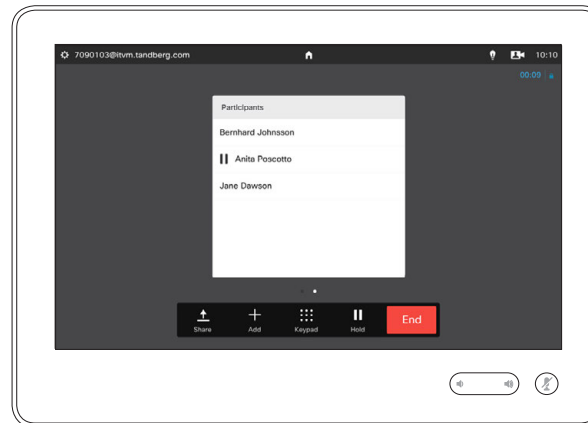 7090103@itvm.tandberg.com 10:10
00:09
Participants
Bernhard Johnsson
Anita Poscotto
Jane Dawson
Share Add Keypad Hold End